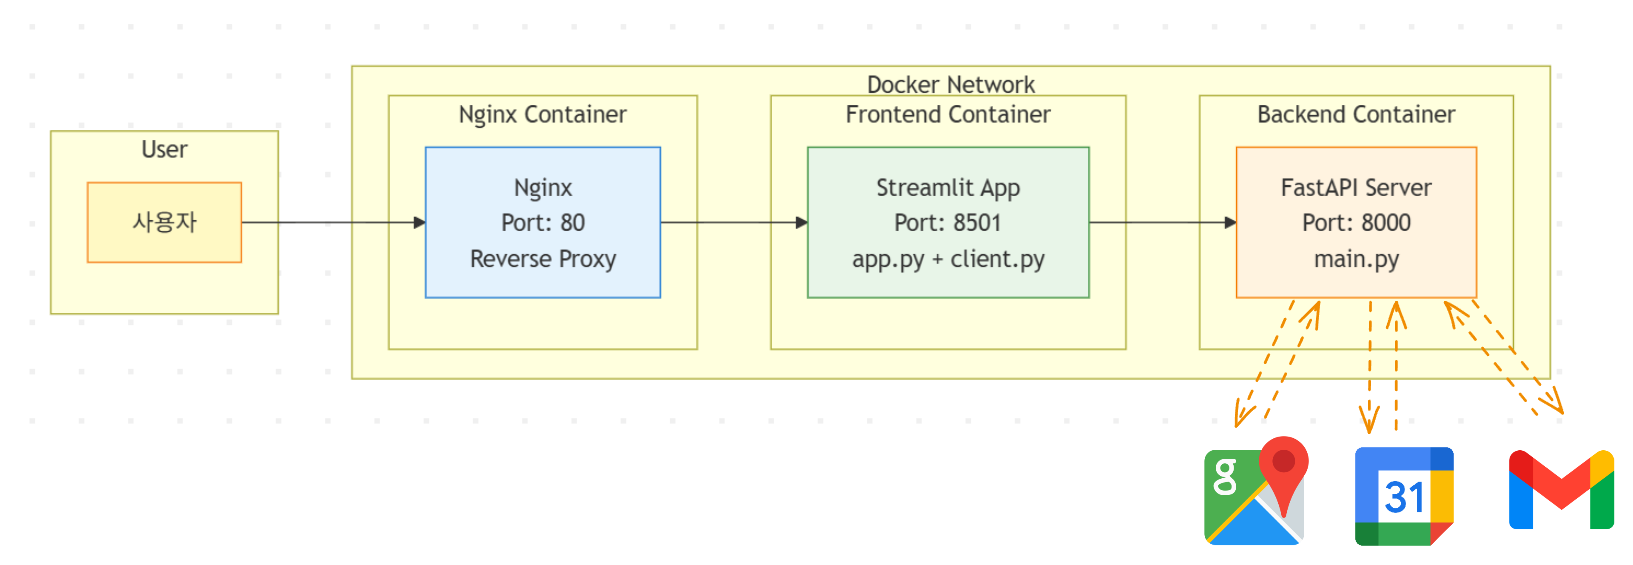 Docker Network
Nginx Container
Frontend Container
Backend Container
User
사용자
Nginx
Port: 80
Reverse Proxy
Streamlit App
Port: 8501
app.py + client.py
FastAPI Server
Port: 8000
main.py
g
31